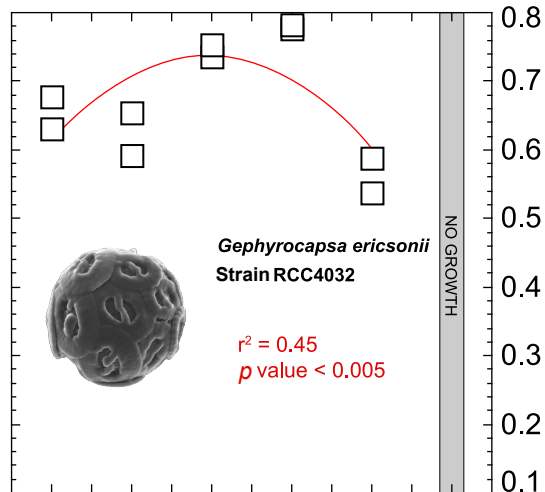 0.8
0.7
0.6
0.5
0.4
0.3
0.2
0.1
NO GROWTH
Gephyrocapsa ericsonii
Strain RCC4032
r² = 0.45
p value < 0.005